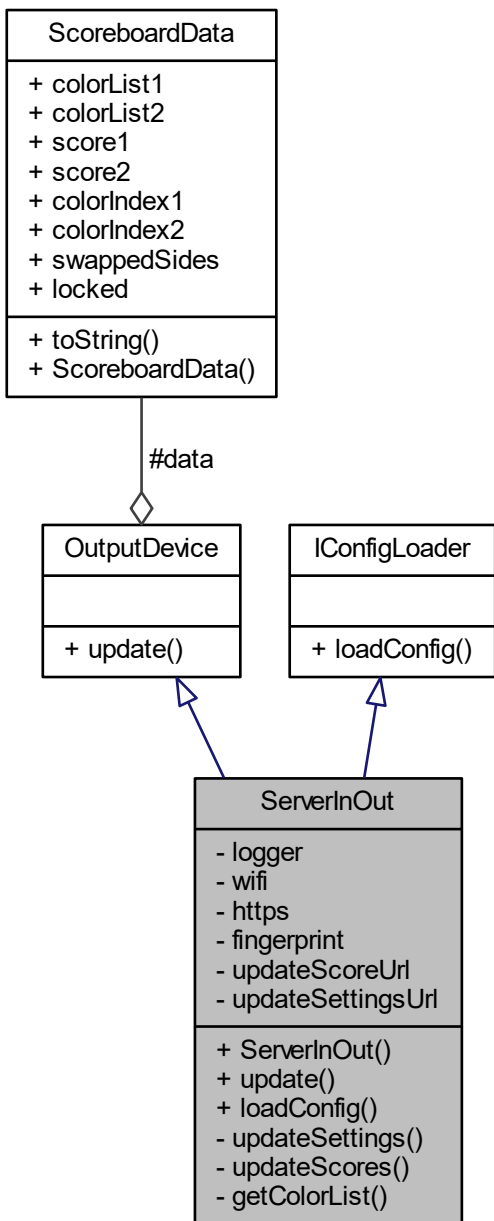 ScoreboardData
+ colorList1
+ colorList2
+ score1
+ score2
+ colorIndex1
+ colorIndex2
+ swappedSides
+ locked
+ toString()
+ ScoreboardData()
#data
OutputDevice
+ update()
IConfigLoader
+ loadConfig()
ServerInOut
- logger
- wifi
- https
- fingerprint
- updateScoreUrl
- updateSettingsUrl
+ ServerInOut()
+ update()
+ loadConfig()
- updateSettings()
- updateScores()
- getColorList()